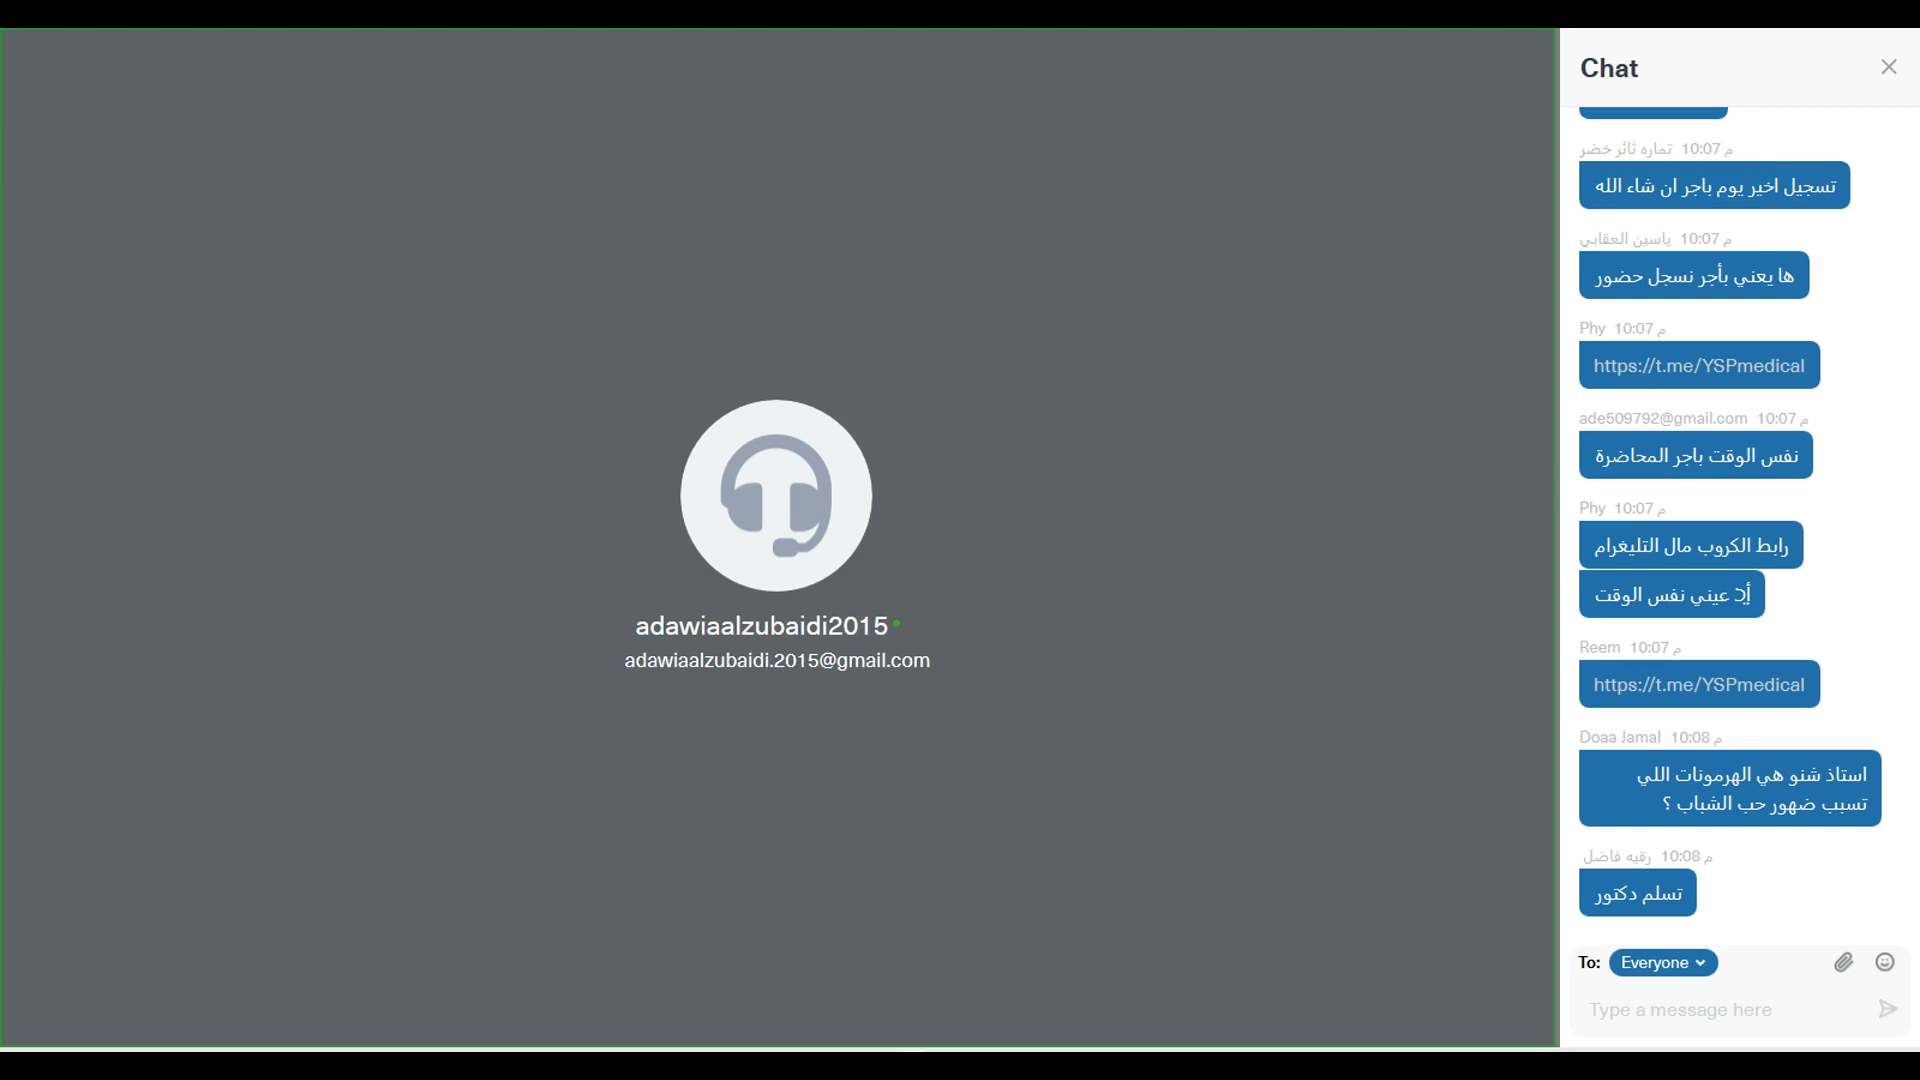 Chat
تماره ثائر خضر 10:07 م
تسجيل اخير يوم باجر ان شاء الله
ياسين العقابي 10:07 م
ها يعني بأجر نسجل حضور
Phy 10:07 م
https://t.me/YSPmedical
ade509792@gmail.com 10:07 م
نفس الوقت باجر المحاضرة
Phy 10:07 م
رابط الكروب مال التليغرام
عيني نفس الوقت
Reem 10:07 م
https://t.me/YSPmedical
Doaa Jamal 10:08 م
استاذ شنو هي الهرمونات اللي
تسبب ضهور حب الشباب ؟
رقيه فاضل 10:08 م
تسلم دكتور
To: Everyone
Type a message here
adawiaalzubaidi2015
adawiaalzubaidi.2015@gmail.com